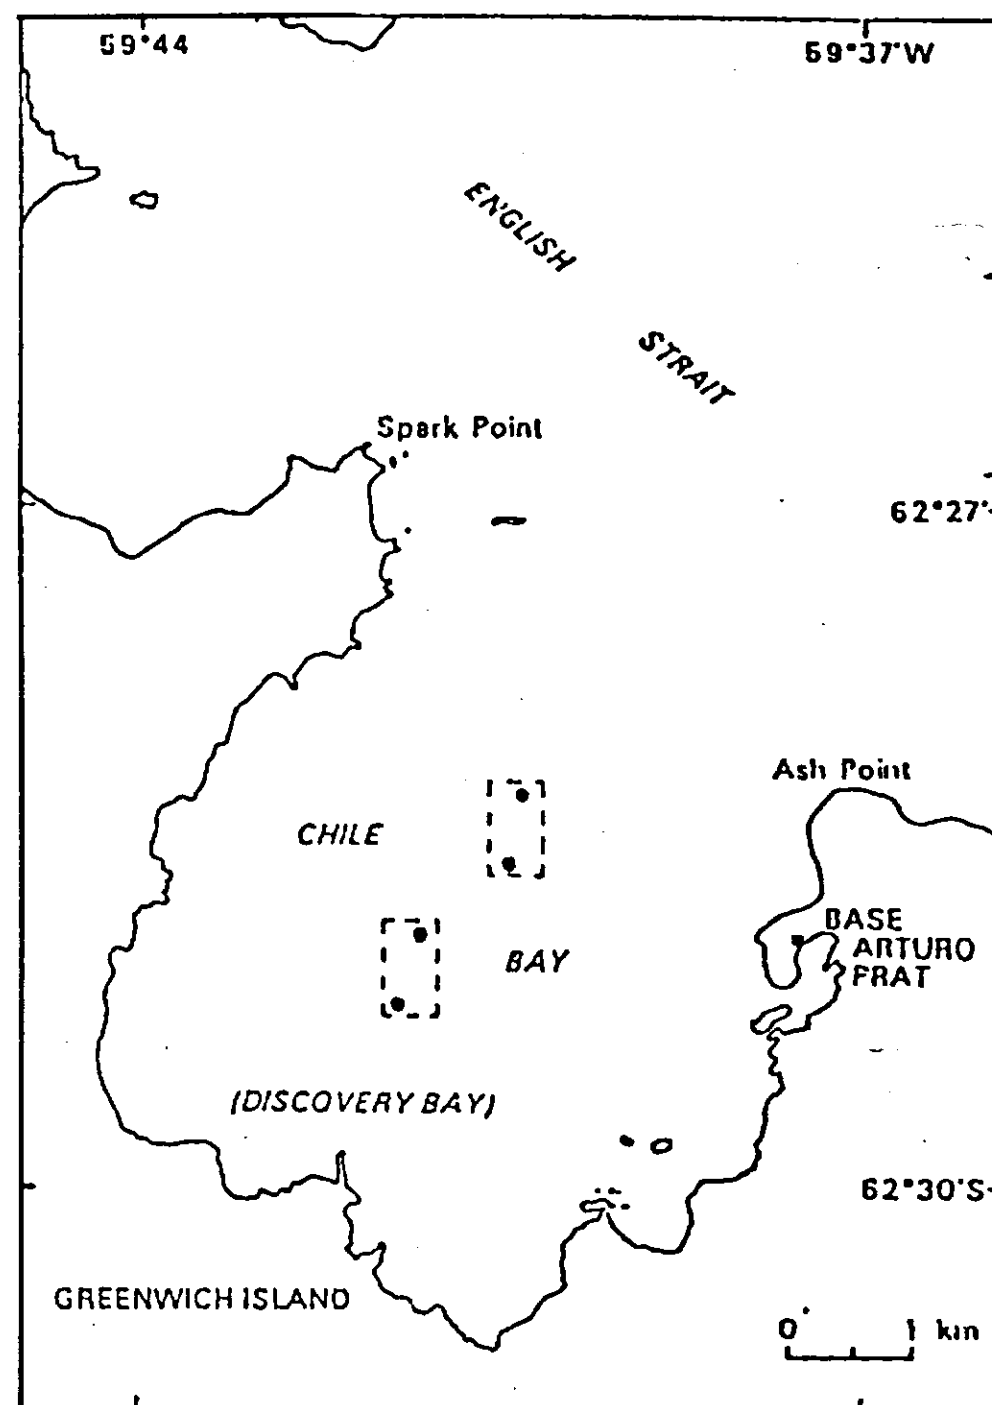 59°44
59°37'W
ENGLISH
STRAIT
Spark Point
62°27'
Ash Point
CHILE
BASE
ARTURO
PRAT
BAY
(DISCOVERY BAY)
62°30'S
GREENWICH ISLAND
0 1 km